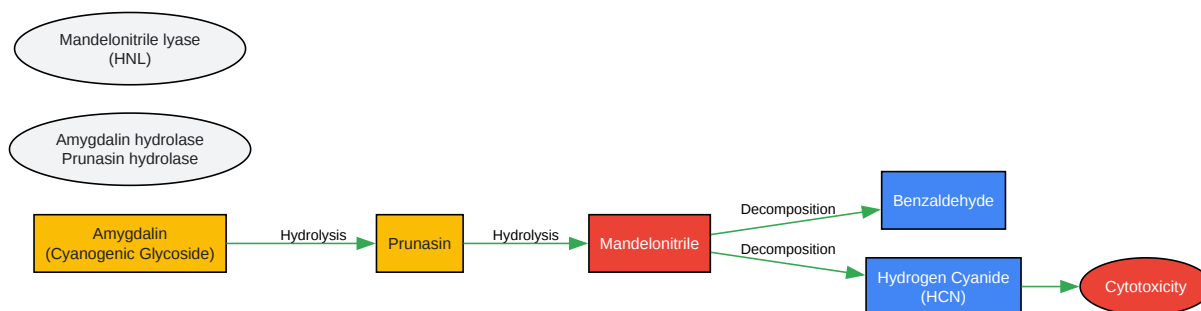 Mandelonitrile lyase
(HNL)
Amygdalin hydrolase
Prunasin hydrolase
Amygdalin
(Cyanogenic Glycoside)
Hydrolysis
Prunasin
Hydrolysis
Mandelonitrile
Decomposition
Benzaldehyde
Decomposition
Hydrogen Cyanide
(HCN)
Cytotoxicity